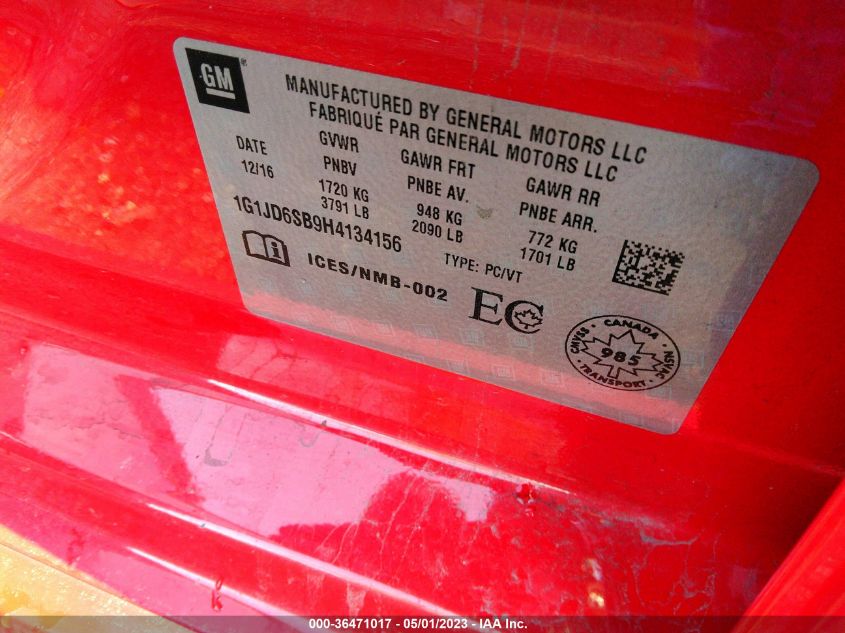 GM
MANUFACTURED BY GENERAL MOTORS LLC
FABRIQUÉ PAR GENERAL MOTORS LLC
DATE GVWR GAWR FRT GAWR RR
12/16 PNBV PNBE AV. PNBE ARR.
1720 KG 948 KG 772 KG
3791 LB 2090 LB 1701 LB
1G1JD6SB9H4134156 TYPE: PC/VT
i ICES/NMB-002 EC
CANADA
CMVSS 985 NSVAC
TRANSPORT
000-36471017 - 05/01/2023 - IAA Inc.